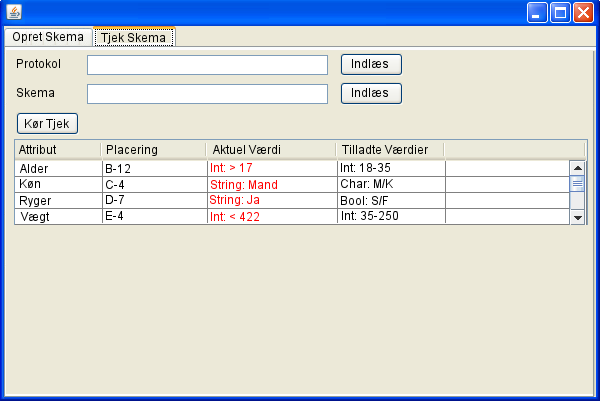 Opret Skema Tjek Skema
Protokol Indlæs
Skema Indlæs
Kør Tjek
Attribut Placering Aktuel Værdi Tilladte Værdier
Alder B-12 Int: > 17 Int: 18-35
Køn C-4 String: Mand Char: M/K
Ryger D-7 String: Ja Bool: S/F
Vægt E-4 Int: < 422 Int: 35-250